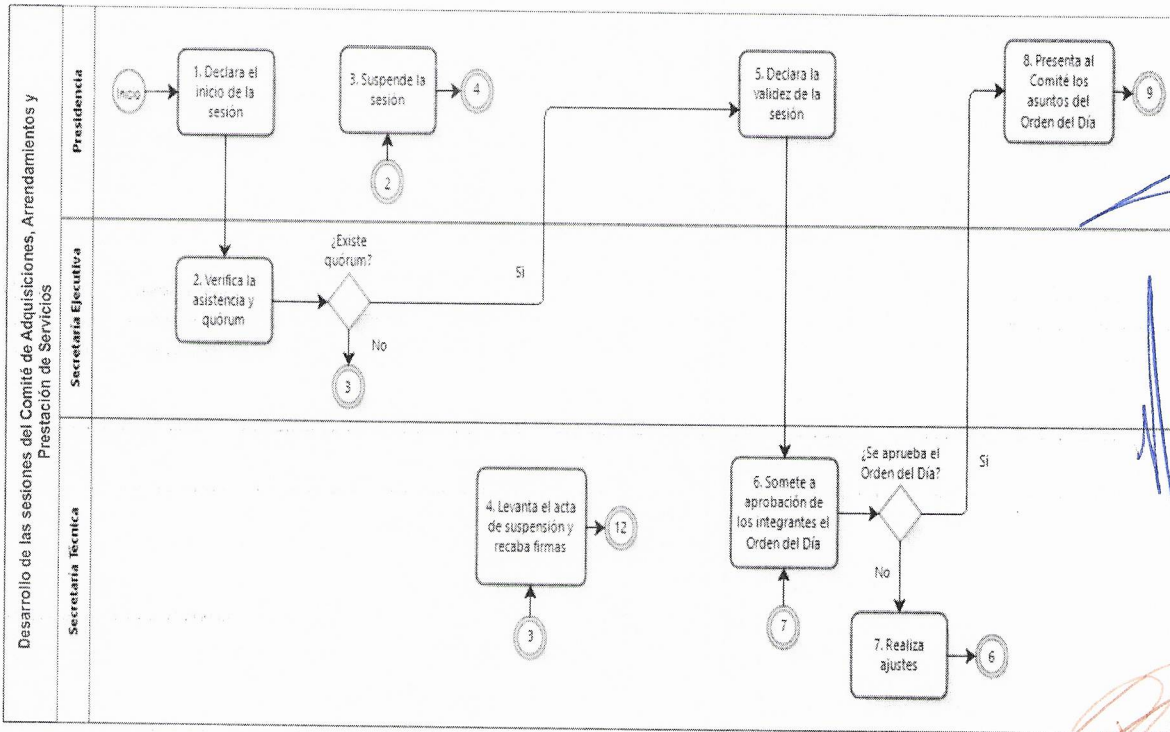 Desarrollo de las sesiones del Comité de Adquisiciones, Arrendamientos y
Prestación de Servicios
Presidencia
Inicio
1. Declara el
inicio de la
sesión
3. Suspende la
sesión
4
2
5. Declara la
validez de la
sesión
8. Presenta al
Comité los
asuntos del
Orden del Día
9
Secretaría Ejecutiva
2. Verifica la
asistencia y
quórum
¿Existe
quórum?
Si
No
3
Secretaría Técnica
4. Levanta el acta
de suspensión y
recaba firmas
12
3
6. Somete a
aprobación de
los integrantes el
Orden del Día
7
¿Se aprueba el
Orden del Día?
Si
No
7. Realiza
ajustes
6